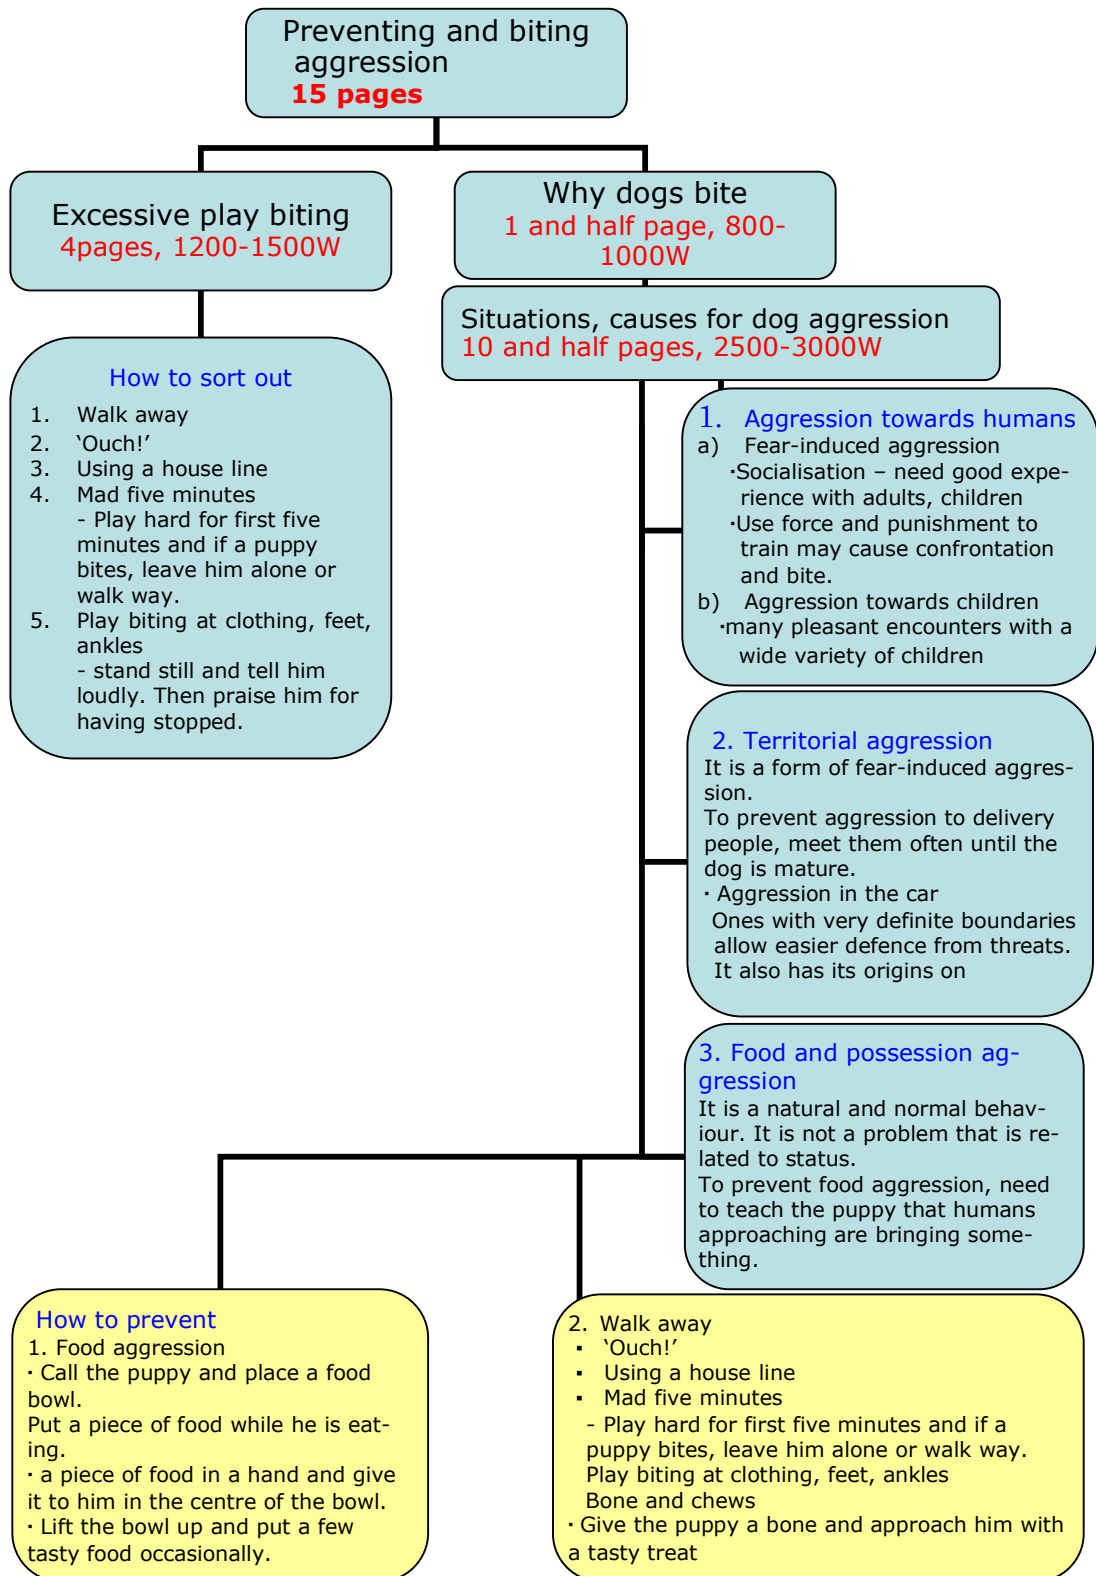 Preventing and biting
aggression
15 pages
Excessive play biting
4pages, 1200-1500W
Why dogs bite
1 and half page, 800-
1000W
Situations, causes for dog aggression
10 and half pages, 2500-3000W
How to sort out
1. Walk away
2. ‘Ouch!’
3. Using a house line
4. Mad five minutes
- Play hard for first five
minutes and if a puppy
bites, leave him alone or
walk way.
5. Play biting at clothing, feet,
ankles
- stand still and tell him
loudly. Then praise him for
having stopped.
1. Aggression towards humans
a) Fear-induced aggression
·Socialisation – need good expe-
rience with adults, children
·Use force and punishment to
train may cause confrontation
and bite.
b) Aggression towards children
·many pleasant encounters with a
wide variety of children
2. Territorial aggression
It is a form of fear-induced aggres-
sion.
To prevent aggression to delivery
people, meet them often until the
dog is mature.
· Aggression in the car
Ones with very definite boundaries
allow easier defence from threats.
It also has its origins on
3. Food and possession ag-
gression
It is a natural and normal behav-
iour. It is not a problem that is re-
lated to status.
To prevent food aggression, need
to teach the puppy that humans
approaching are bringing some-
thing.
How to prevent
1. Food aggression
· Call the puppy and place a food
bowl.
Put a piece of food while he is eat-
ing.
· a piece of food in a hand and give
it to him in the centre of the bowl.
· Lift the bowl up and put a few
tasty food occasionally.
2. Walk away
▪ ‘Ouch!’
▪ Using a house line
▪ Mad five minutes
- Play hard for first five minutes and if a
puppy bites, leave him alone or walk way.
Play biting at clothing, feet, ankles
Bone and chews
· Give the puppy a bone and approach him with
a tasty treat